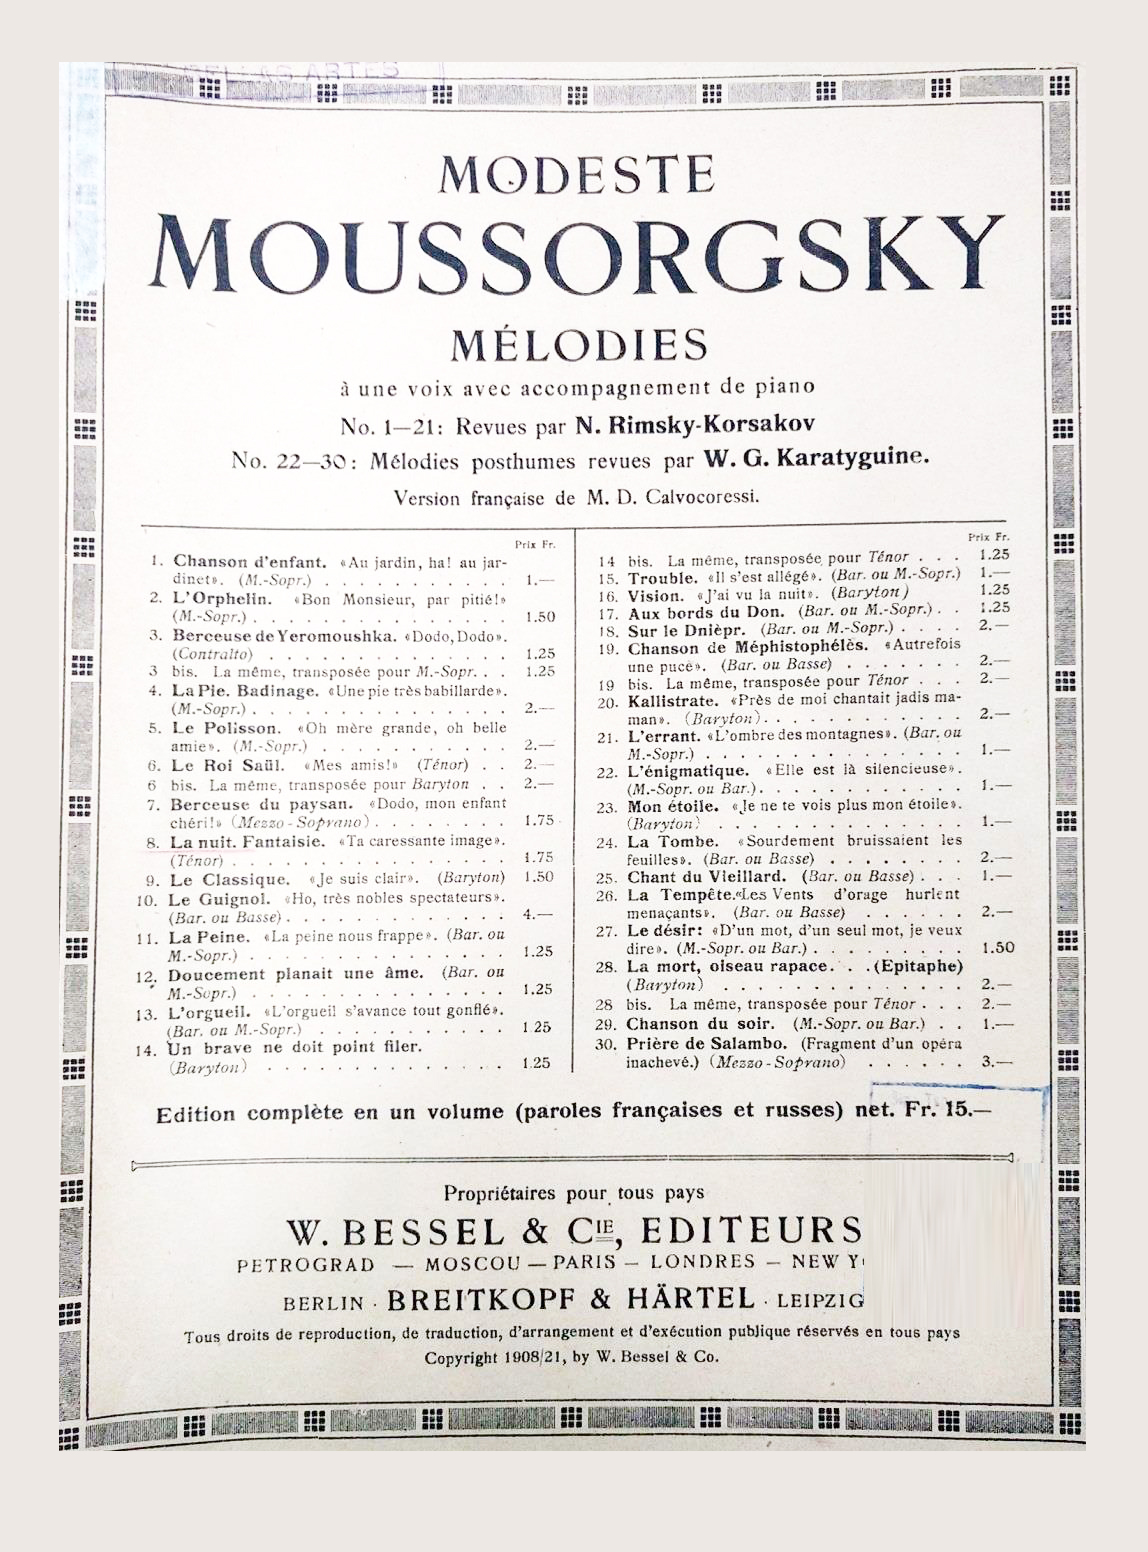 BELLAS ARTES
MODESTE
MOUSSORGSKY
MÉLODIES
à une voix avec accompagnement de piano
No. 1—21: Revues par N. Rimsky-Korsakov
No. 22—30: Mélodies posthumes revues par W. G. Karatyguine.
Version française de M. D. Calvocoressi.
Prix Fr.
1. Chanson d'enfant. «Au jardin, ha! au jar-
dinet». (M.-Sopr.) . . . . . . . . . . . 1.—
2. L'Orphelin. «Bon Monsieur, par pitié!»
(M.-Sopr.) . . . . . . . . . . . . . . 1.50
3. Berceuse de Yeromoushka. «Dodo, Dodo».
(Contralto) . . . . . . . . . . . . . 1.25
3 bis. La même, transposée pour M.-Sopr. . . 1.25
4. La Pie. Badinage. «Une pie très babillarde».
(M.-Sopr.) . . . . . . . . . . . . . . 2.—
5. Le Polisson. «Oh mère grande, oh belle
amie». (M.-Sopr.) . . . . . . . . . . 2.—
6. Le Roi Saül. «Mes amis!» (Ténor) . . 2.—
6 bis. La même, transposée pour Baryton . . 2.—
7. Berceuse du paysan. «Dodo, mon enfant
chéri!» (Mezzo-Soprano) . . . . . . . . 1.75
8. La nuit. Fantaisie. «Ta caressante image».
(Ténor) . . . . . . . . . . . . . . . 1.75
9. Le Classique. «Je suis clair». (Baryton) 1.50
10. Le Guignol. «Ho, très nobles spectateurs».
(Bar. ou Basse) . . . . . . . . . . . . 4.—
11. La Peine. «La peine nous frappe». (Bar. ou
M.-Sopr.) . . . . . . . . . . . . . . 1.25
12. Doucement planait une âme. (Bar. ou
M.-Sopr.) . . . . . . . . . . . . . . 1.25
13. L'orgueil. «L'orgueil s'avance tout gonflé».
(Bar. ou M.-Sopr.) . . . . . . . . . . 1 25
14. Un brave ne doit point filer.
(Baryton) . . . . . . . . . . . . . . 1.25
Prix Fr.
14 bis. La même, transposée pour Ténor . . . 1.25
15. Trouble. «Il s'est allégé». (Bar. ou M.-Sopr.) 1.—
16. Vision. «J'ai vu la nuit». (Baryton) 1.25
17. Aux bords du Don. (Bar. ou M.-Sopr.) . . 1.25
18. Sur le Dnièpr. (Bar. ou M.-Sopr.) . . . . 2.—
19. Chanson de Méphistophélès. «Autrefois
une puce». (Bar. ou Basse) . . . . . . . 2.—
19 bis. La même, transposée pour Ténor . . . 2.—
20. Kallistrate. «Près de moi chantait jadis ma-
man». (Baryton) . . . . . . . . . . . . 2.—
21. L'errant. «L'ombre des montagnes». (Bar. ou
M.-Sopr.) . . . . . . . . . . . . . . 1.—
22. L'énigmatique. «Elle est là silencieuse».
(M.-Sopr. ou Bar.) . . . . . . . . . . . 1.—
23. Mon étoile. «Je ne te vois plus mon étoile».
(Baryton) . . . . . . . . . . . . . . 1.—
24. La Tombe. «Sourdement bruissaient les
feuilles». (Bar. ou Basse) . . . . . . . . 2.—
25. Chant du Vieillard. (Bar. ou Basse) . . . 1.—
26. La Tempête. «Les Vents d'orage hurlent
menaçants». (Bar. ou Basse) . . . . . . 2.—
27. Le désir: «D'un mot, d'un seul mot, je veux
dire». (M.-Sopr. ou Bar.) . . . . . . . . 1.50
28. La mort, oiseau rapace. . . (Epitaphe)
(Baryton) . . . . . . . . . . . . . . 2.—
28 bis. La même, transposée pour Ténor . . . 2.—
29. Chanson du soir. (M.-Sopr. ou Bar.) . . 1.—
30. Prière de Salambo. (Fragment d'un opéra
inachevé.) (Mezzo-Soprano) . . . . . . 3.—
Edition complète en un volume (paroles françaises et russes) net. Fr. 15.—
Propriétaires pour tous pays
W. BESSEL & CIE, EDITEURS
PETROGRAD — MOSCOU — PARIS — LONDRES — NEW Y
BERLIN · BREITKOPF & HÄRTEL · LEIPZIG
Tous droits de reproduction, de traduction, d'arrangement et d'exécution publique réservés en tous pays
Copyright 1908/21, by W. Bessel & Co.